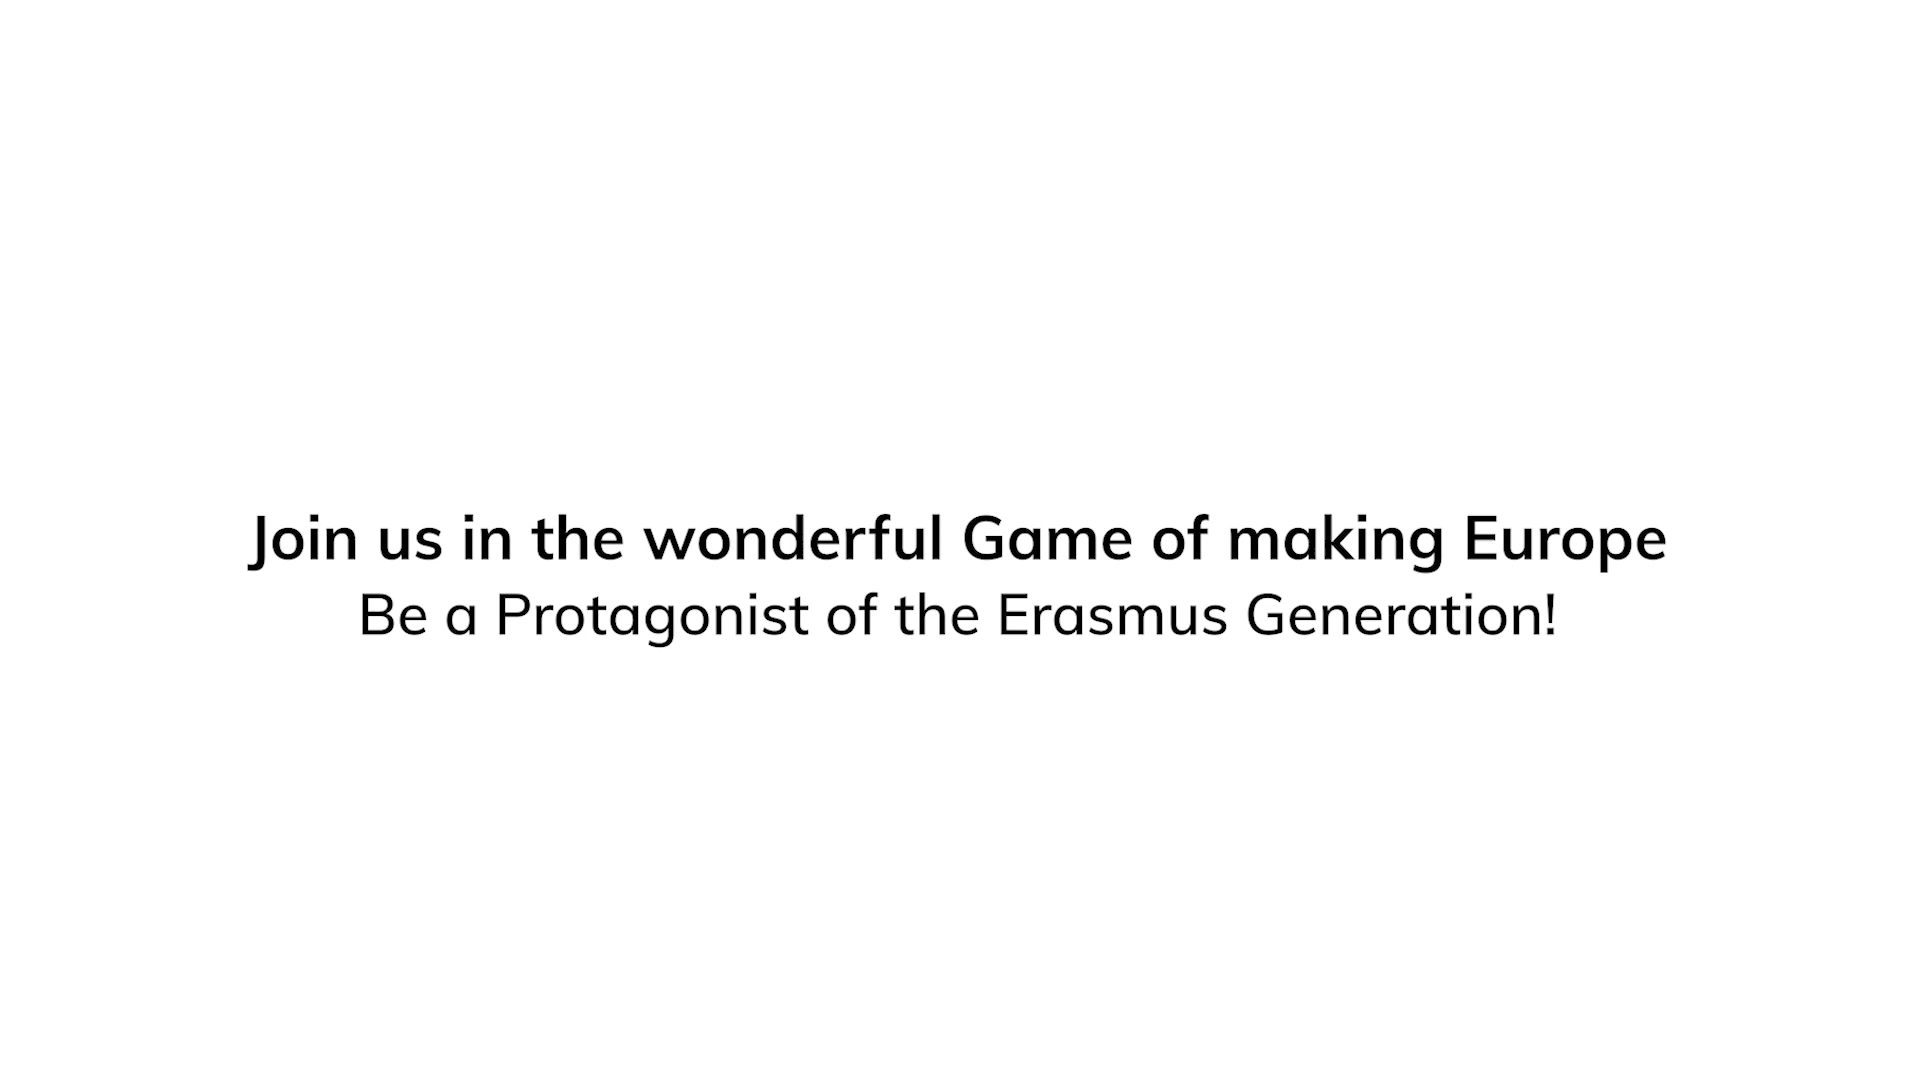 Join us in the wonderful Game of making Europe
Be a Protagonist of the Erasmus Generation!